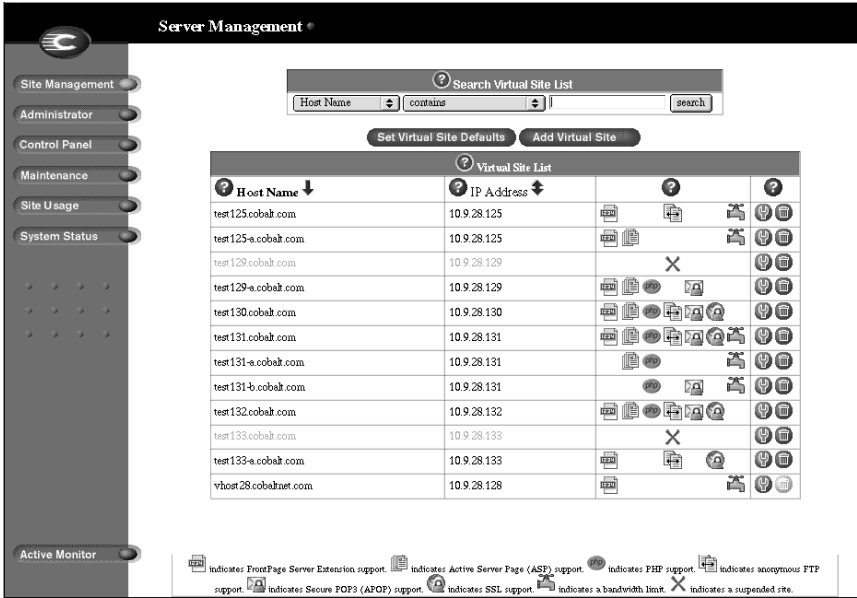 Server Management
Site Management
Administrator
Control Panel
Maintenance
Site Usage
System Status
Active Monitor
? Search Virtual Site List
Host Name contains search
Set Virtual Site Defaults Add Virtual Site
? Virtual Site List
? Host Name ? IP Address ? ?
test125.cobalt.com 10.9.28.125
test125-a.cobalt.com 10.9.28.125
test129.cobalt.com 10.9.28.129
test129-a.cobalt.com 10.9.28.129 php
test130.cobalt.com 10.9.28.130 php
test131.cobalt.com 10.9.28.131 php
test131-a.cobalt.com 10.9.28.131 php
test131-b.cobalt.com 10.9.28.131 php
test132.cobalt.com 10.9.28.132 php
test133.cobalt.com 10.9.28.133
test133-a.cobalt.com 10.9.28.133
vhost28.cobaltnet.com 10.9.28.128
indicates FrontPage Server Extension support. indicates Active Server Page (ASP) support. php indicates PHP support. indicates anonymous FTP
support. indicates Secure POP3 (APOP) support. indicates SSL support. indicates a bandwidth limit. indicates a suspended site.